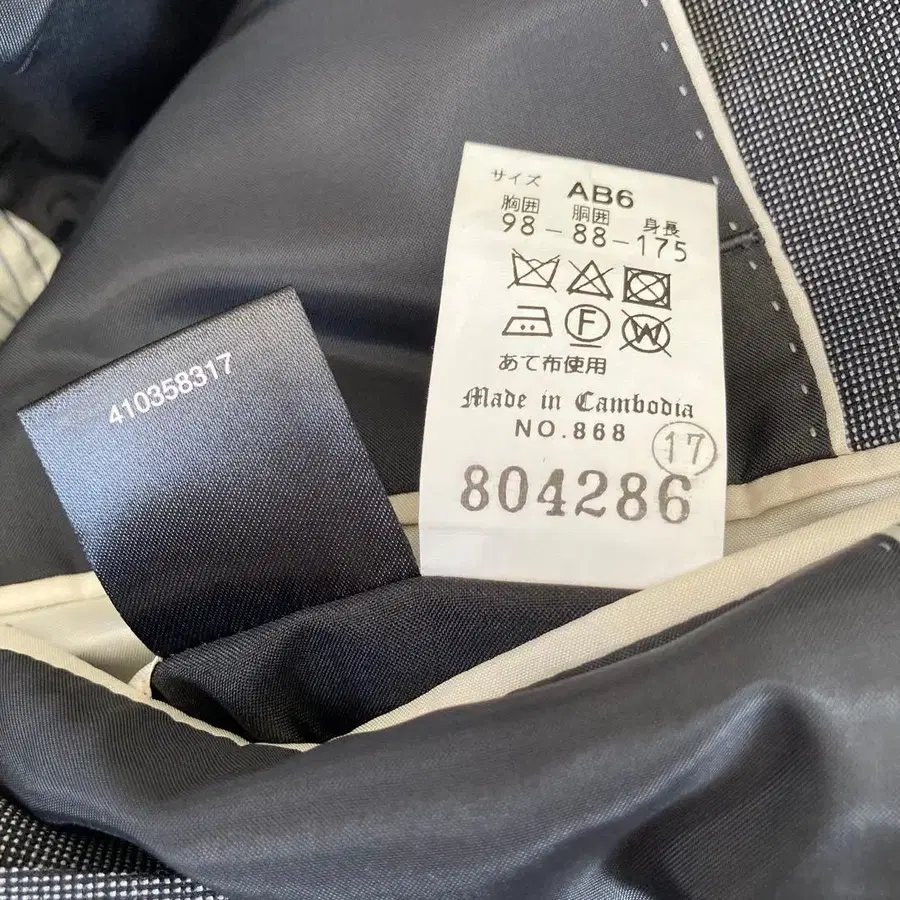 410358317
サイズ AB6
胸囲 胴囲 身長
98-88-175
F W
あて布使用
Made in Cambodia
NO.868
17
804286